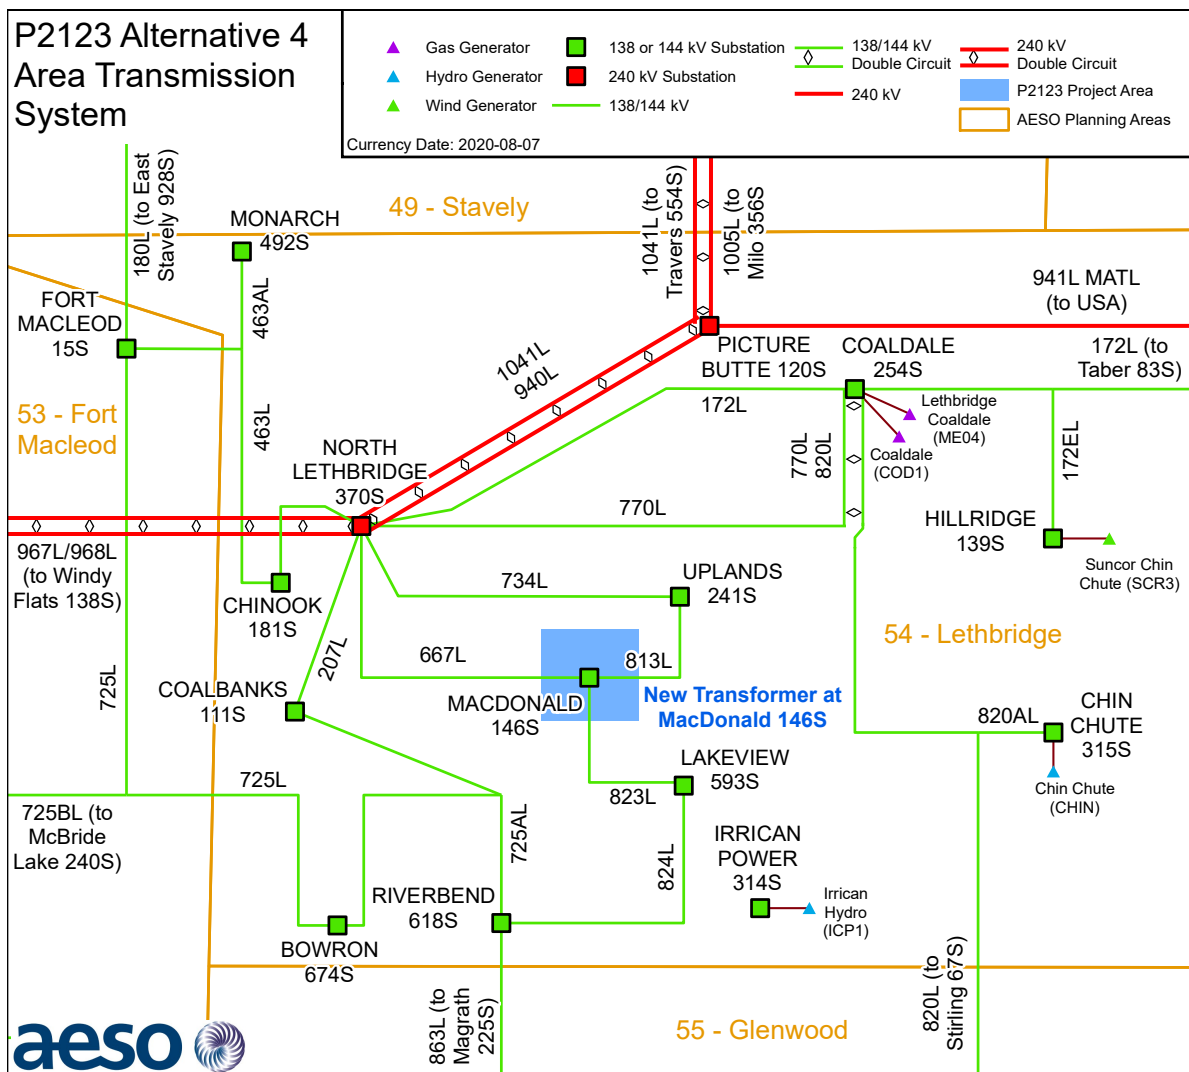 P2123 Alternative 4
Area Transmission
System
Gas Generator
Hydro Generator
Wind Generator
138 or 144 kV Substation
240 kV Substation
138/144 kV
138/144 kV
Double Circuit
240 kV
240 kV
Double Circuit
P2123 Project Area
AESO Planning Areas
Currency Date: 2020-08-07
180L (to East
Stavely 928S)
MONARCH
492S
49 - Stavely
1041L (to
Travers 554S)
1005L (to
Milo 356S
941L MATL
(to USA)
FORT
MACLEOD
15S
463AL
1041L
940L
PICTURE
BUTTE 120S
COALDALE
254S
172L (to
Taber 83S)
53 - Fort
Macleod
463L
NORTH
LETHBRIDGE
370S
172L
770L
820L
Lethbridge
Coaldale
(ME04)
Coaldale
(COD1)
172EL
770L
HILLRIDGE
139S
967L/968L
(to Windy
Flats 138S)
CHINOOK
181S
734L
UPLANDS
241S
Suncor Chin
Chute (SCR3)
54 - Lethbridge
207L
667L
813L
725L
COALBANKS
111S
MACDONALD
146S
New Transformer at
MacDonald 146S
820AL
CHIN
CHUTE
315S
LAKEVIEW
593S
725L
823L
Chin Chute
(CHIN)
725BL (to
McBride
Lake 240S)
725AL
824L
IRRICAN
POWER
314S
RIVERBEND
618S
Irrican
Hydro
(ICP1)
BOWRON
674S
863L (to
Magrath
225S)
820L (to
Stirling 67S)
55 - Glenwood
aeso